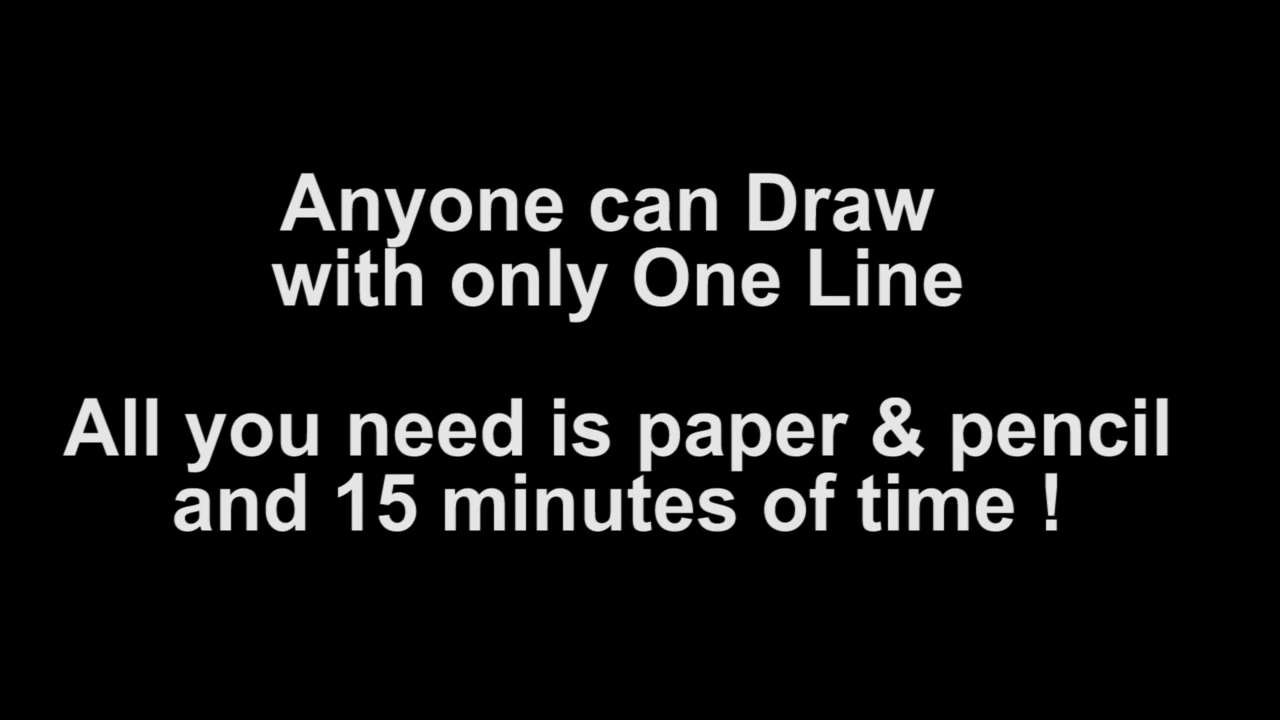 Anyone can Draw
with only One Line
All you need is paper & pencil
and 15 minutes of time !